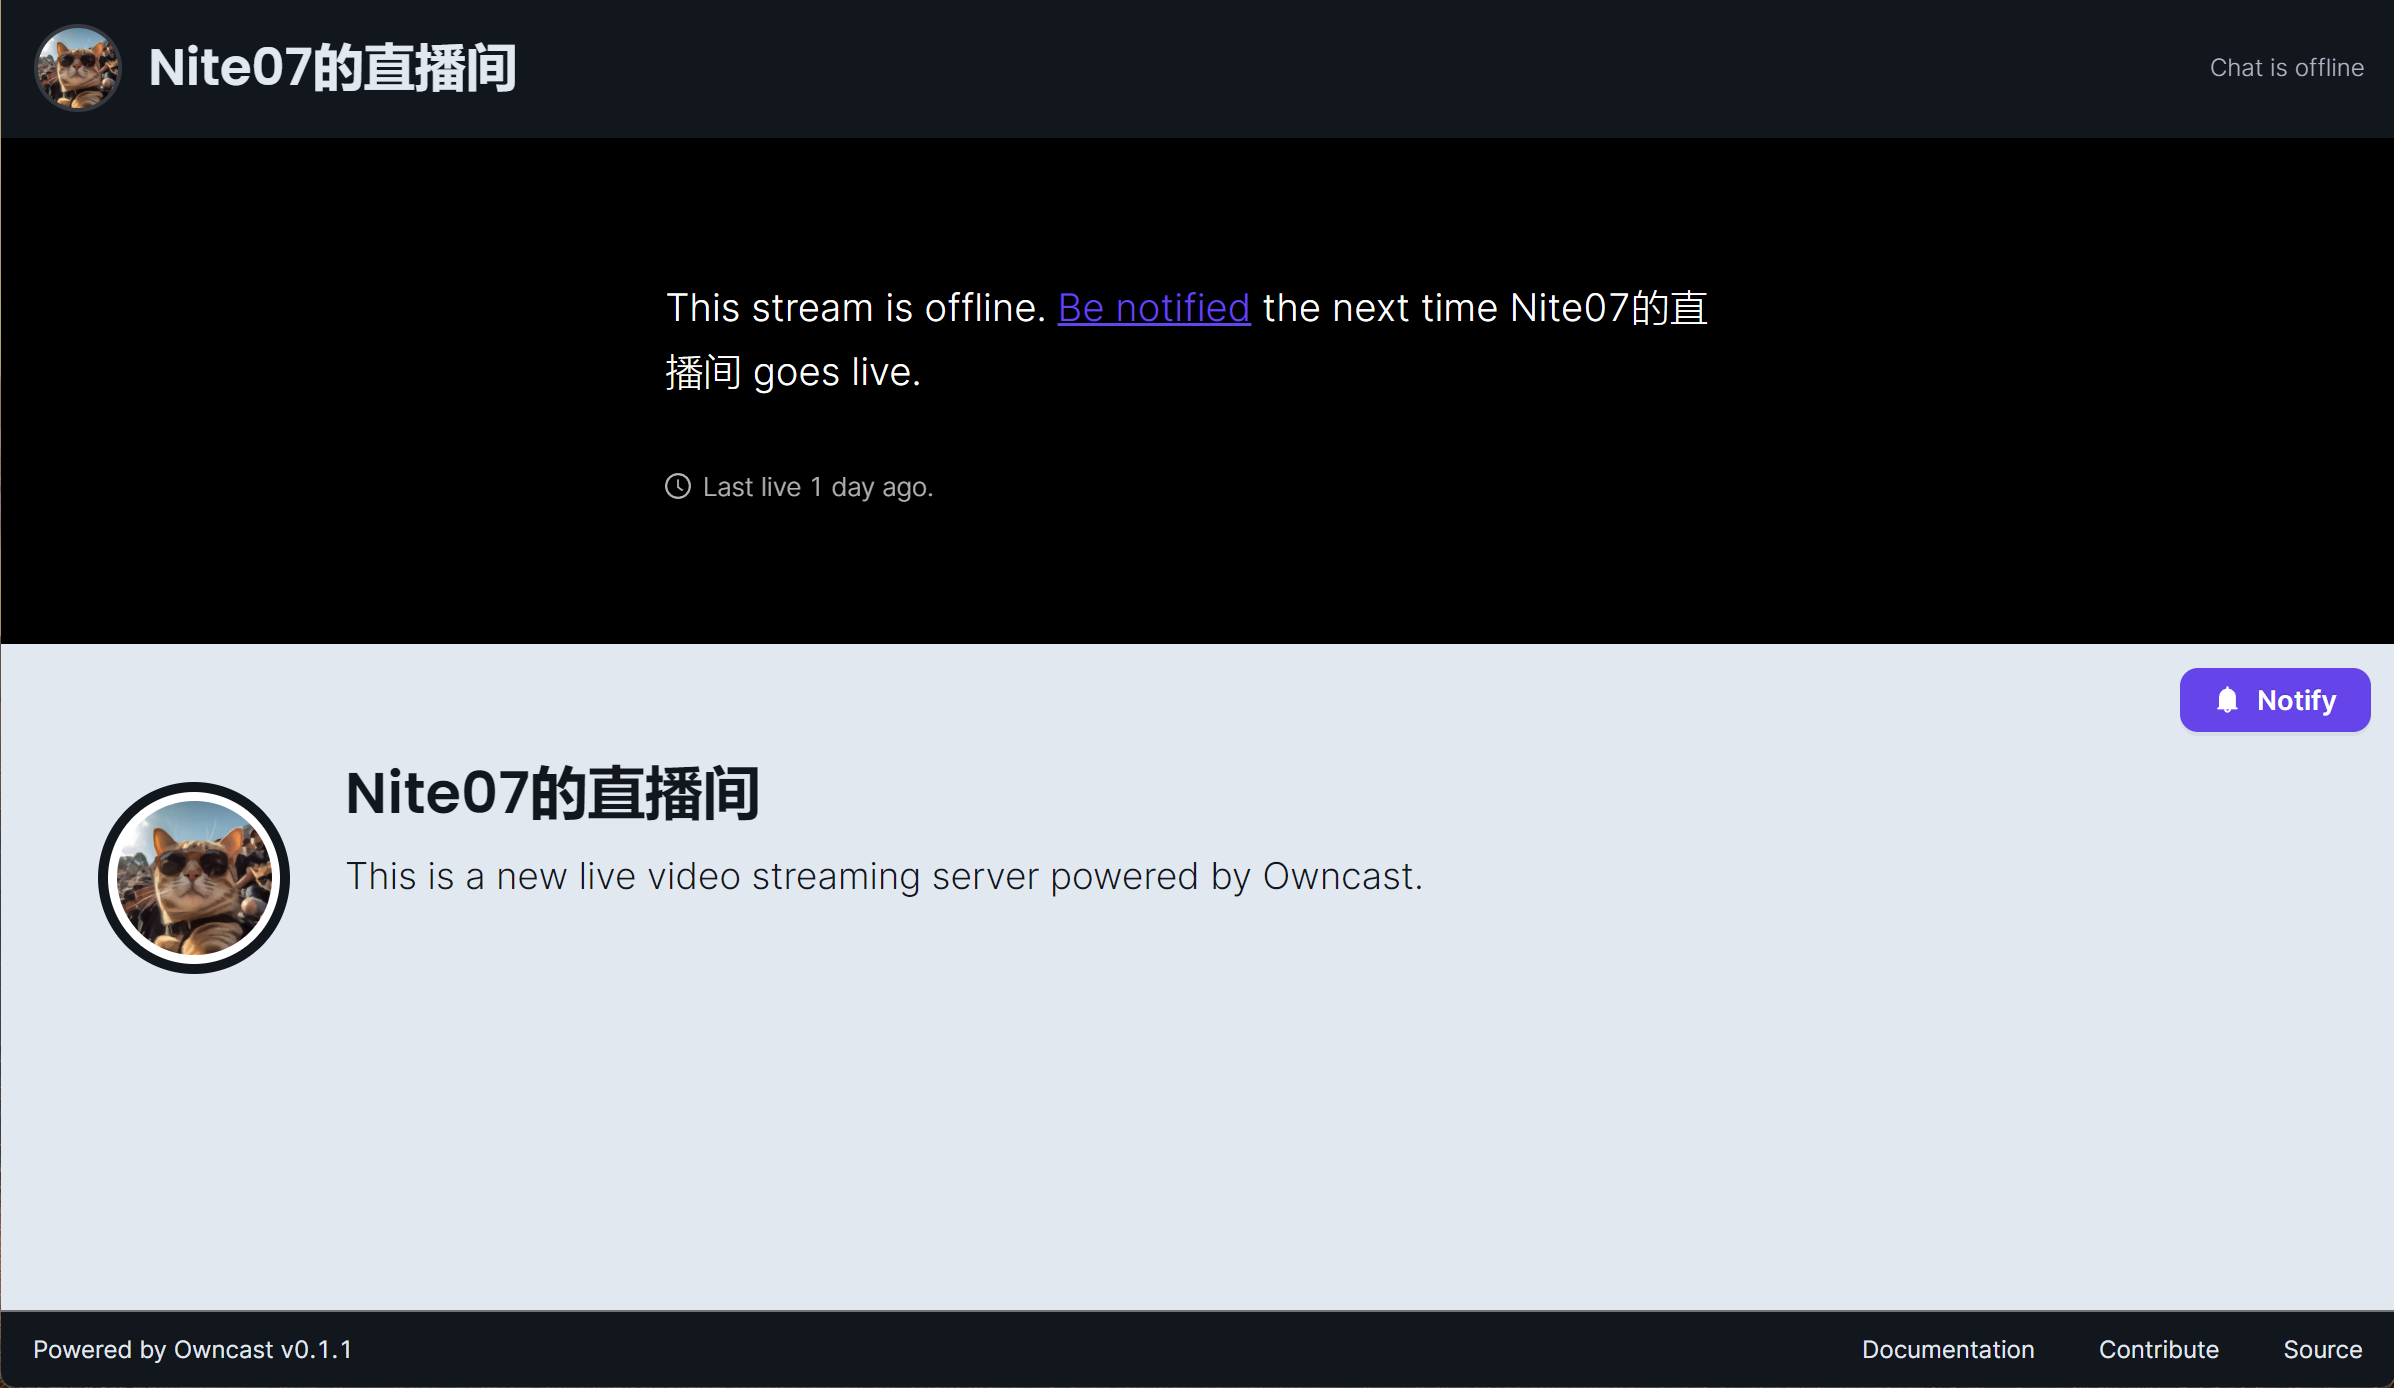 Nite07的直播间
Chat is offline
This stream is offline. Be notified the next time Nite07的直
播间 goes live.
Last live 1 day ago.
Notify
Nite07的直播间
This is a new live video streaming server powered by Owncast.
Powered by Owncast v0.1.1
Documentation
Contribute
Source